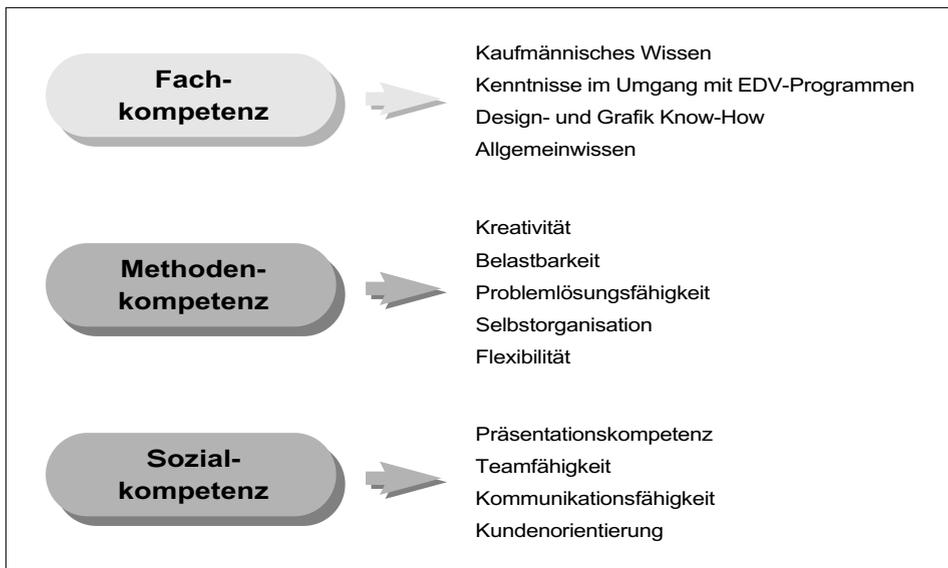 Fach-
kompetenz
Kaufmännisches Wissen
Kenntnisse im Umgang mit EDV-Programmen
Design- und Grafik Know-How
Allgemeinwissen
Methoden-
kompetenz
Kreativität
Belastbarkeit
Problemlösungsfähigkeit
Selbstorganisation
Flexibilität
Sozial-
kompetenz
Präsentationskompetenz
Teamfähigkeit
Kommunikationsfähigkeit
Kundenorientierung